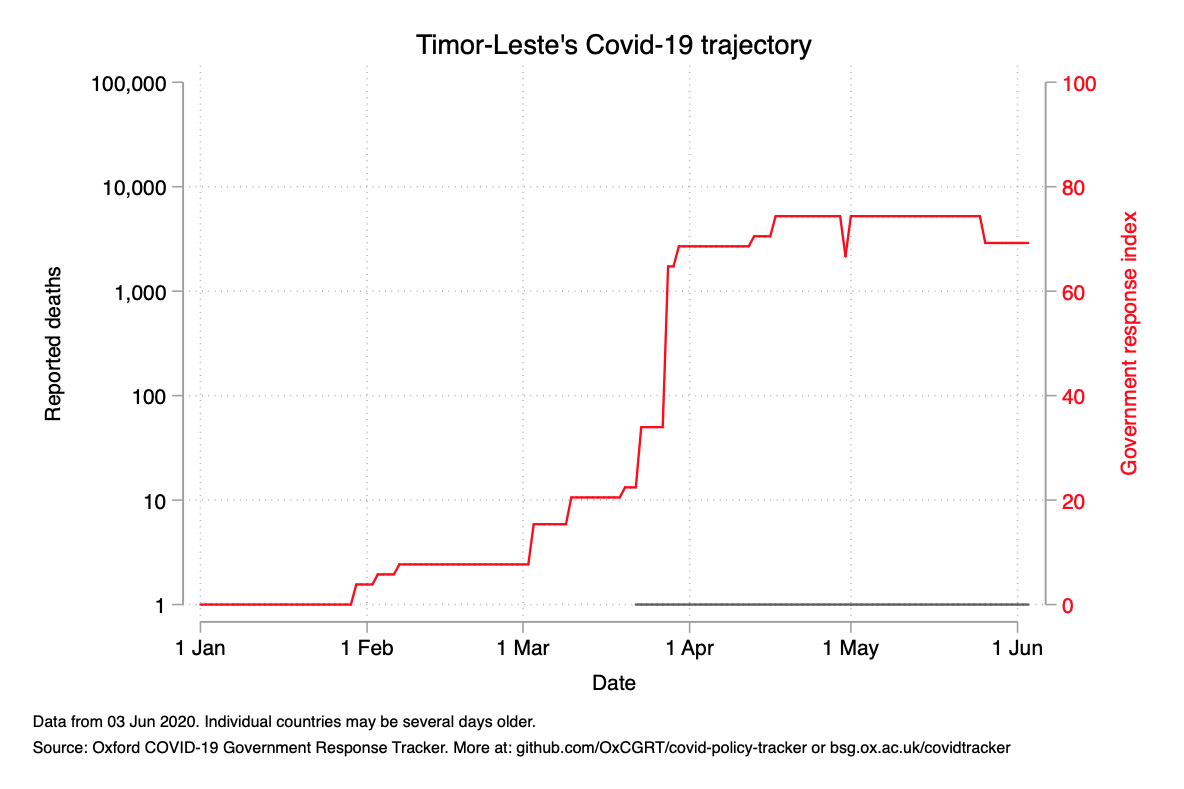 Timor-Leste's Covid-19 trajectory
100,000
10,000
1,000
100
10
1
Reported deaths
100
80
60
40
20
0
Government response index
1 Jan 1 Feb 1 Mar 1 Apr 1 May 1 Jun
Date
Data from 03 Jun 2020. Individual countries may be several days older.
Source: Oxford COVID-19 Government Response Tracker. More at: github.com/OxCGRT/covid-policy-tracker or bsg.ox.ac.uk/covidtracker